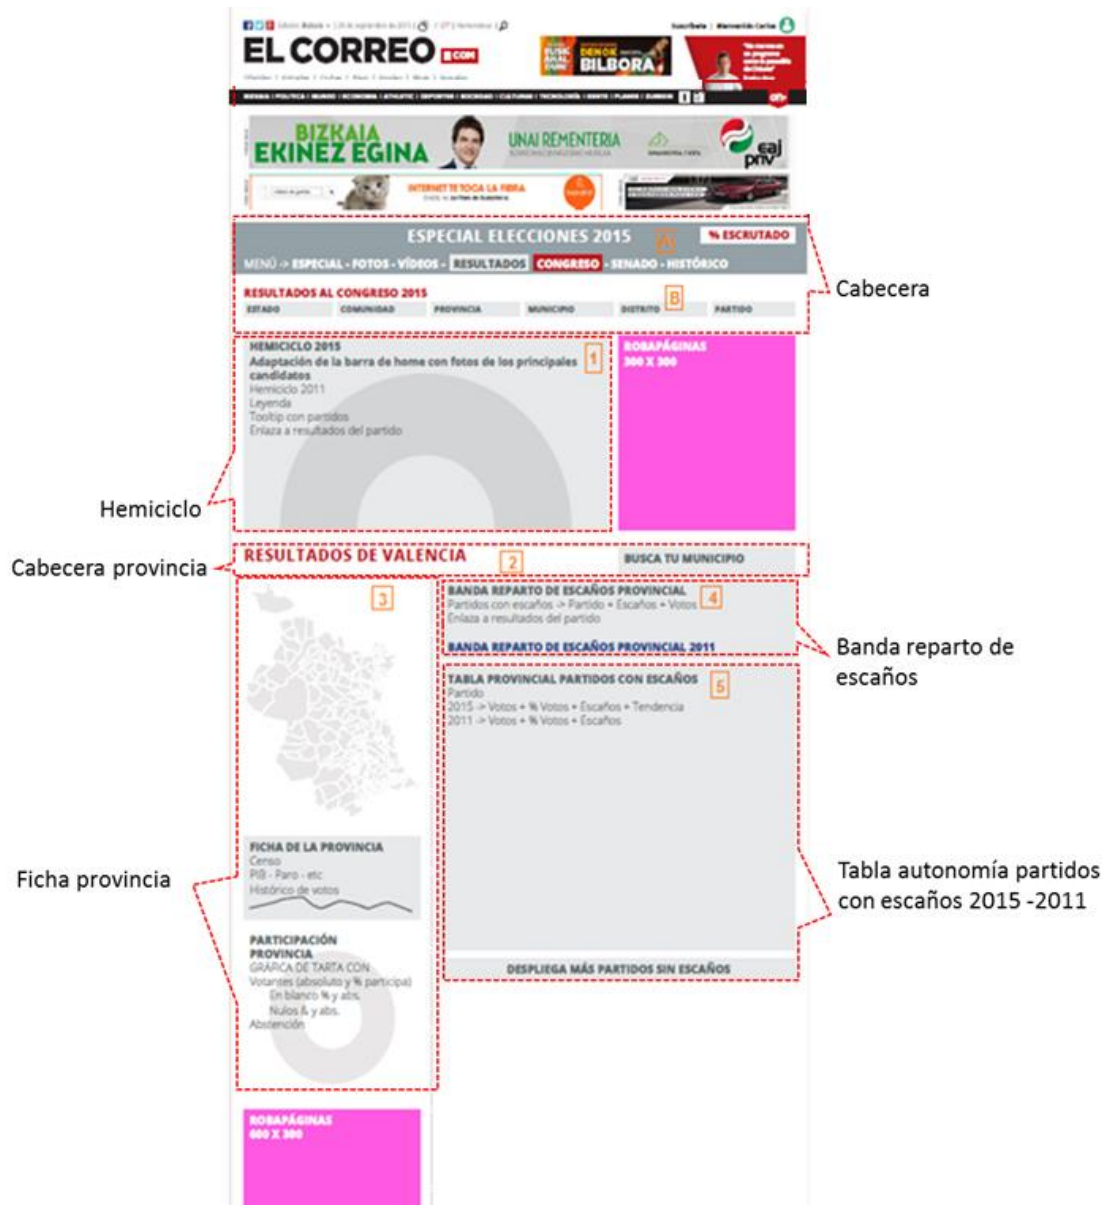 EL CORREO .COM
DENOK
BILBORA
BIZKAIA
EKINEZ EGINA
UNAI REMENTERIA
eaj
pnv
INTERNET TE TOCA LA FIBRA
ESPECIAL ELECCIONES 2015
A
% ESCRUTADO
MENÚ -> ESPECIAL - FOTOS - VÍDEOS - RESULTADOS CONGRESO - SENADO - HISTÓRICO
Cabecera
RESULTADOS AL CONGRESO 2015
B
ESTADO COMUNIDAD PROVINCIA MUNICIPIO DISTRITO PARTIDO
HEMICICLO 2015
1
Adaptación de la barra de home con fotos de los principales
candidatos
Hemiciclo 2011
Leyenda
Tooltip con partidos
Enlaza a resultados del partido
ROBAPÁGINAS
300 X 300
Hemiciclo
Cabecera provincia
RESULTADOS DE VALENCIA
2
BUSCA TU MUNICIPIO
3
BANDA REPARTO DE ESCAÑOS PROVINCIAL
4
Partidos con escaños -> Partido + Escaños + Votos
Enlaza a resultados del partido
BANDA REPARTO DE ESCAÑOS PROVINCIAL 2011
Banda reparto de
escaños
TABLA PROVINCIAL PARTIDOS CON ESCAÑOS
5
Partido
2015 -> Votos + % Votos + Escaños + Tendencia
2011 -> Votos + % Votos + Escaños
Ficha provincia
FICHA DE LA PROVINCIA
Censo
PIB - Paro - etc
Histórico de votos
Tabla autonomía partidos
con escaños 2015 -2011
PARTICIPACIÓN
PROVINCIA
GRÁFICA DE TARTA CON
Votantes (absoluto y % participa)
En blanco % y abs.
Nulos & y abs.
Abstención
DESPLIEGA MÁS PARTIDOS SIN ESCAÑOS
ROBAPÁGINAS
600 X 300